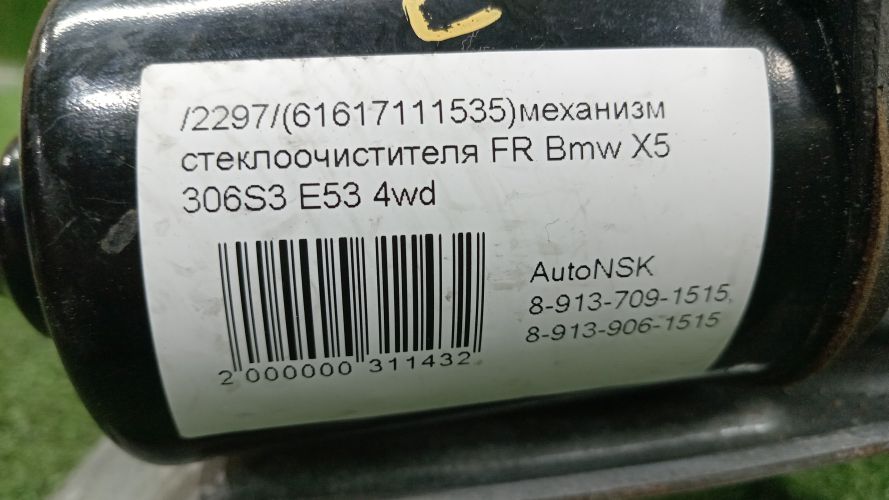 C
/2297/(61617111535)механизм
стеклоочистителя FR Bmw X5
306S3 E53 4wd
AutoNSK
8-913-709-1515,
8-913-906-1515
2 000000 311432